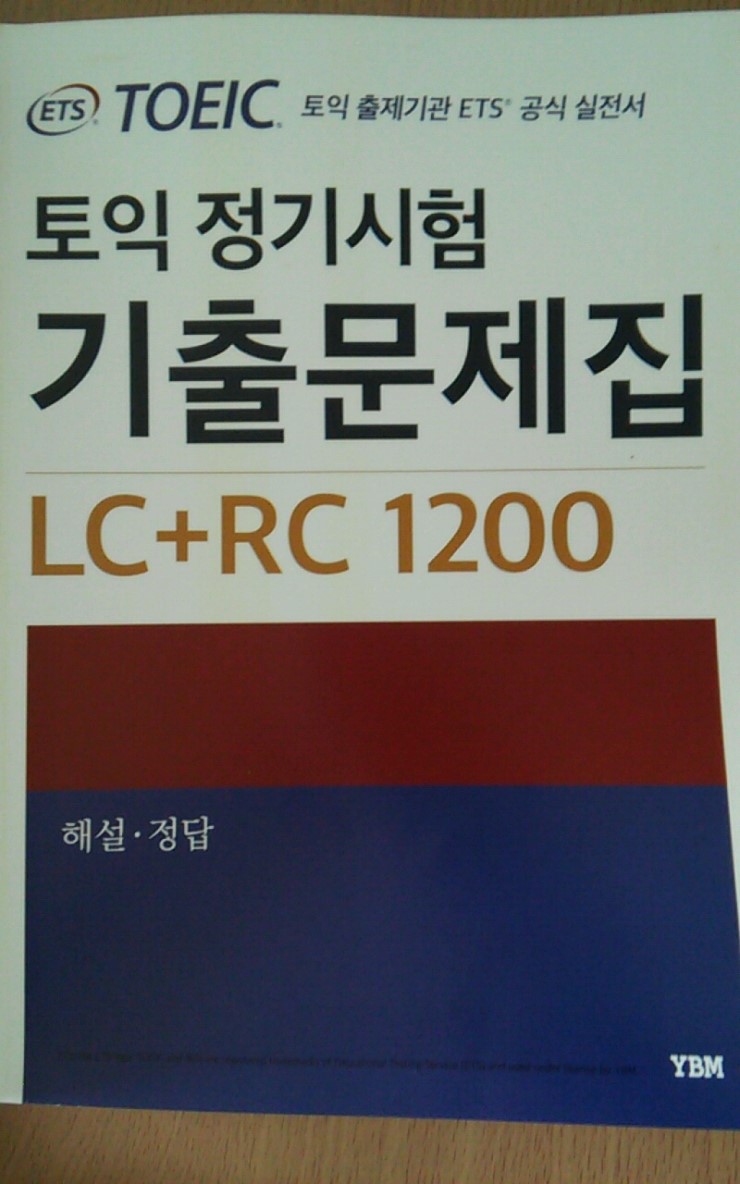 ETS® TOEIC® 토익 출제기관 ETS® 공식 실전서
토익 정기시험
기출문제집
LC+RC 1200
해설·정답
YBM